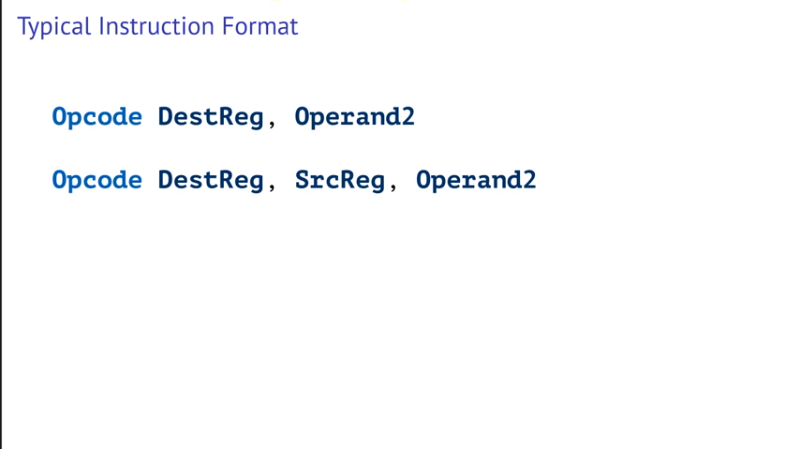 Typical Instruction Format
Opcode DestReg, Operand2
Opcode DestReg, SrcReg, Operand2